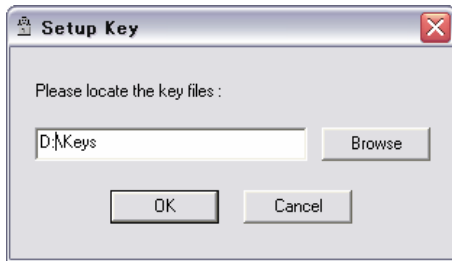 Setup Key
Please locate the key files :
D:\Keys
Browse
OK
Cancel